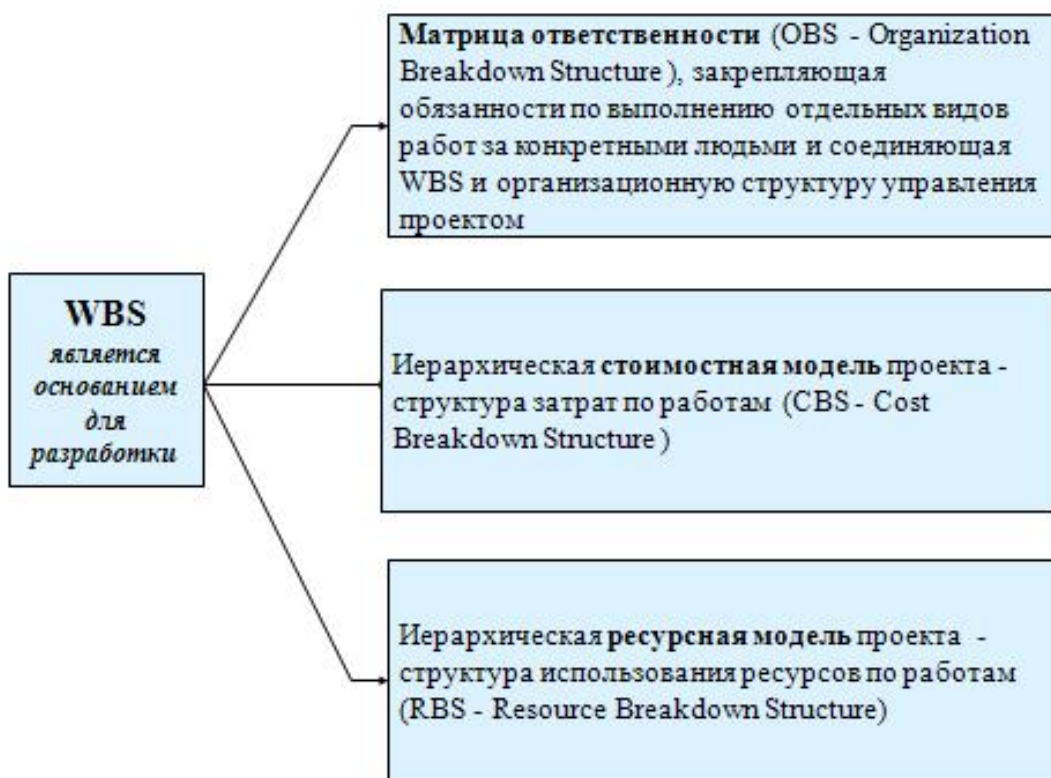 Матрица ответственности (OBS - Organization
Breakdown Structure), закрепляющая
обязанности по выполнению отдельных видов
работ за конкретными людьми и соединяющая
WBS и организационную структуру управления
проектом
WBS
является
основанием
для
разработки
Иерархическая стоимостная модель проекта -
структура затрат по работам (CBS - Cost
Breakdown Structure )
Иерархическая ресурсная модель проекта -
структура использования ресурсов по работам
(RBS - Resource Breakdown Structure)